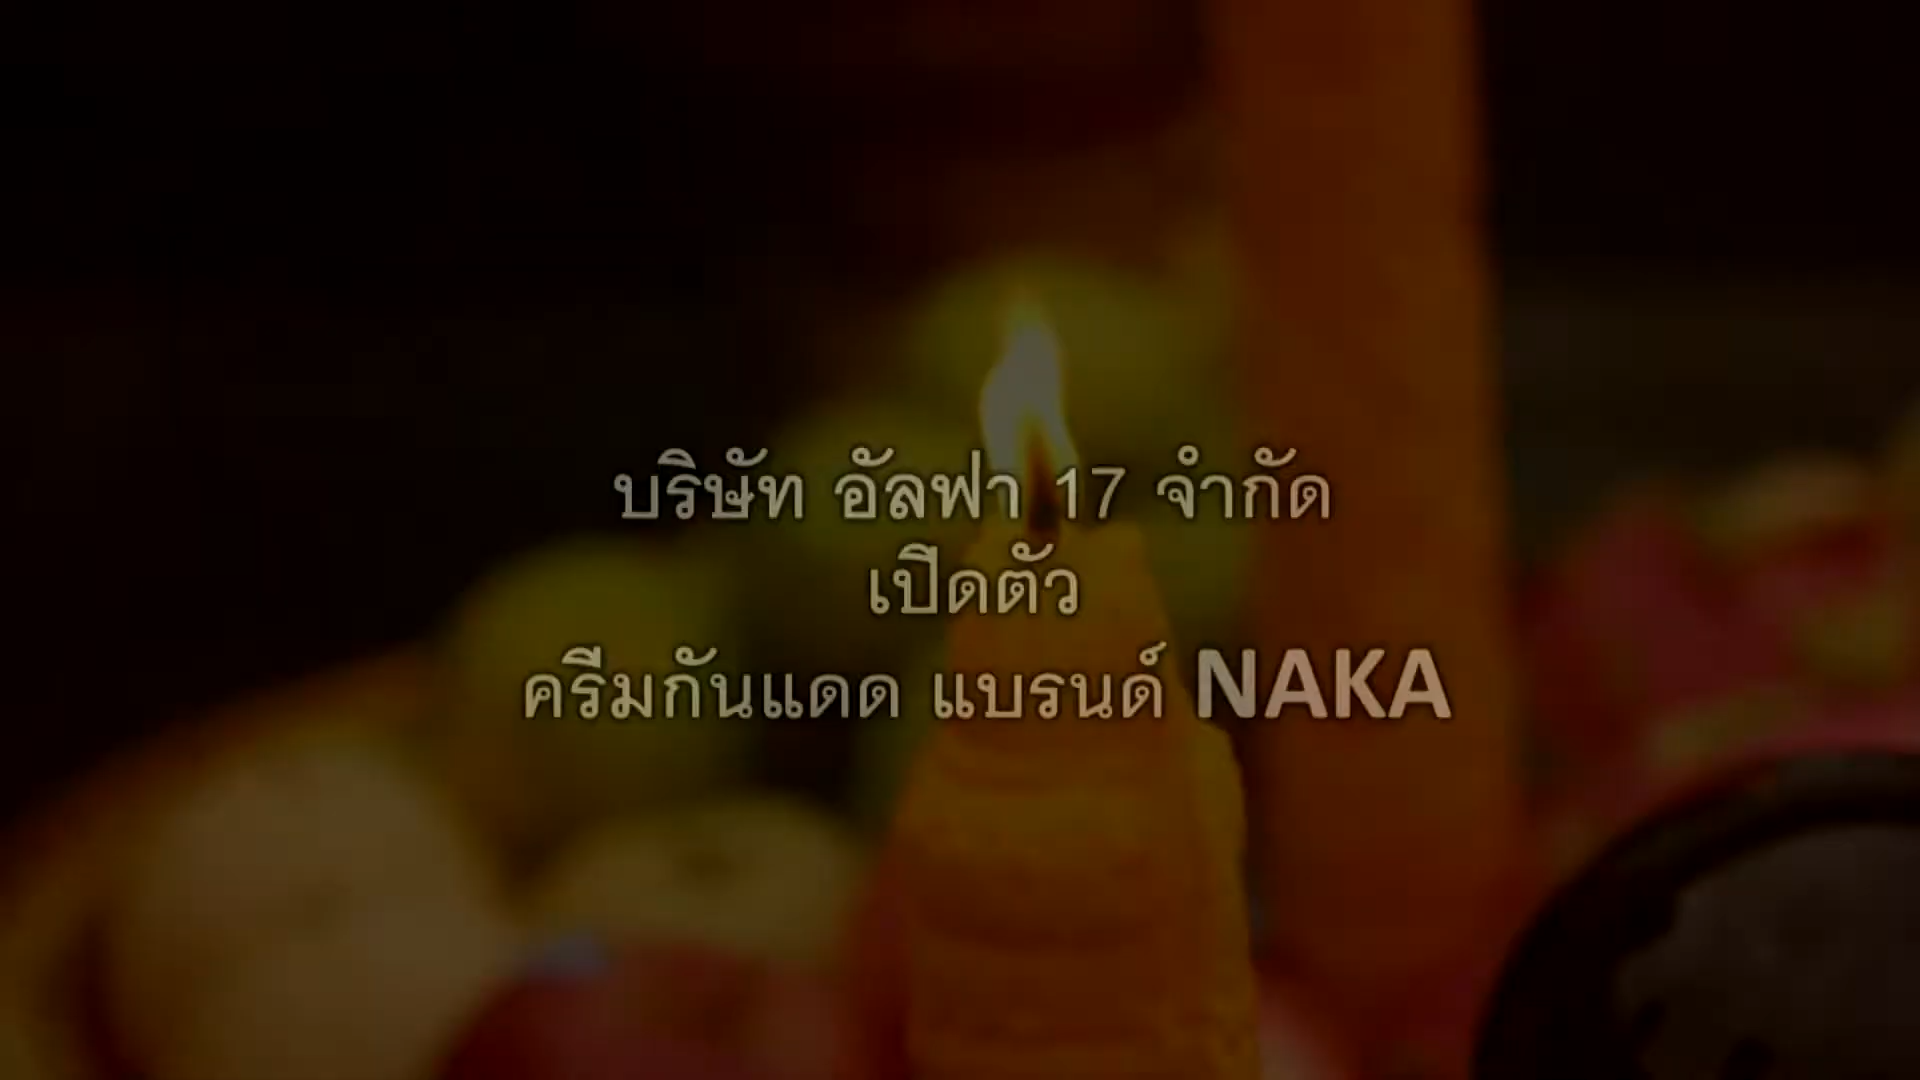 บริษัท อัลฟา 17 จำกัด
เปิดตัว
ครีมกันแดด แบรนด์ NAKA